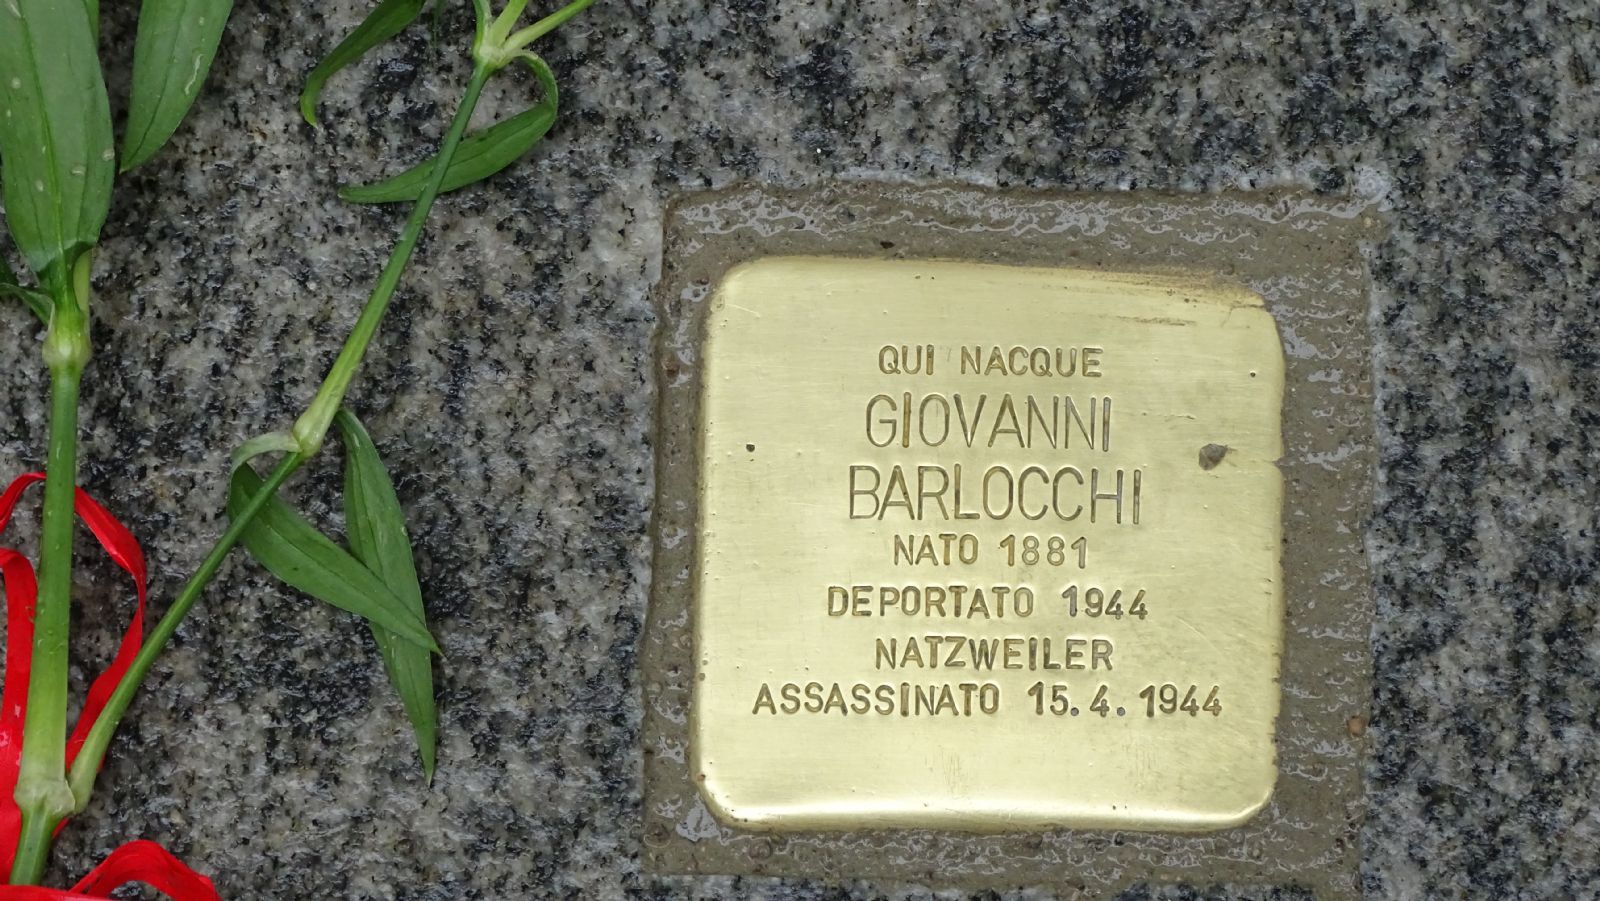 QUI NACQUE
GIOVANNI
BARLOCCHI
NATO 1881
DEPORTATO 1944
NATZWEILER
ASSASSINATO 15.4.1944